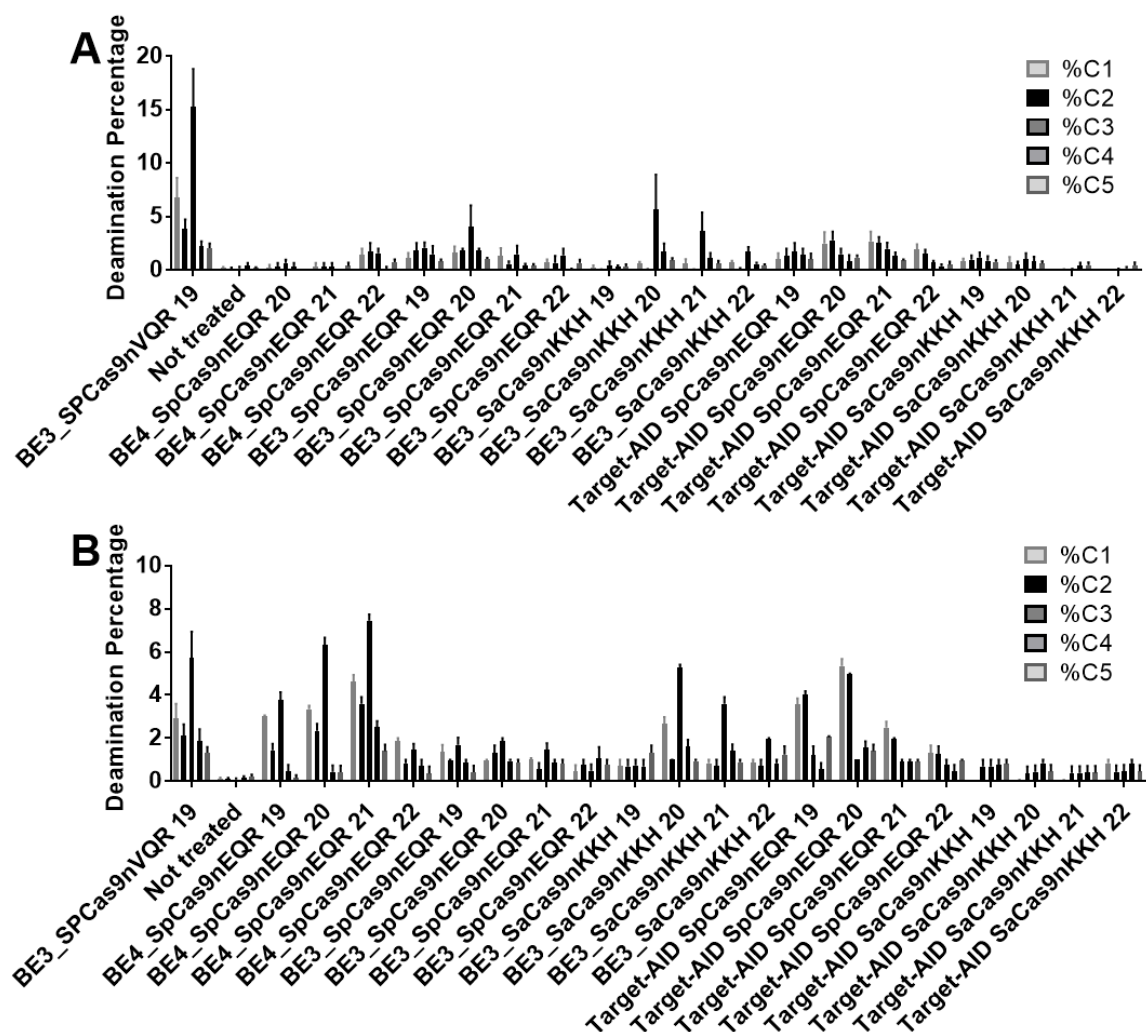 A
Deamination Percentage
20
15
10
5
0
%C1
%C2
%C3
%C4
%C5
BE3_SPCas9nVQR 19
Not treated
BE4_SpCas9nEQR 20
BE4_SpCas9nEQR 21
BE4_SpCas9nEQR 22
BE3_SpCas9nEQR 19
BE3_SpCas9nEQR 20
BE3_SpCas9nEQR 21
BE3_SpCas9nEQR 22
BE3_SaCas9nKKH 19
BE3_SaCas9nKKH 20
BE3_SaCas9nKKH 21
BE3_SaCas9nKKH 22
Target-AID SpCas9nEQR 19
Target-AID SpCas9nEQR 20
Target-AID SpCas9nEQR 21
Target-AID SpCas9nEQR 22
Target-AID SaCas9nKKH 19
Target-AID SaCas9nKKH 20
Target-AID SaCas9nKKH 21
Target-AID SaCas9nKKH 22
B
Deamination Percentage
10
8
6
4
2
0
%C1
%C2
%C3
%C4
%C5
BE3_SPCas9nVQR 19
Not treated
BE4_SpCas9nEQR 19
BE4_SpCas9nEQR 20
BE4_SpCas9nEQR 21
BE4_SpCas9nEQR 22
BE3_SpCas9nEQR 19
BE3_SpCas9nEQR 20
BE3_SpCas9nEQR 21
BE3_SpCas9nEQR 22
BE3_SaCas9nKKH 19
BE3_SaCas9nKKH 20
BE3_SaCas9nKKH 21
BE3_SaCas9nKKH 22
Target-AID SpCas9nEQR 19
Target-AID SpCas9nEQR 20
Target-AID SpCas9nEQR 21
Target-AID SpCas9nEQR 22
Target-AID SaCas9nKKH 19
Target-AID SaCas9nKKH 20
Target-AID SaCas9nKKH 21
Target-AID SaCas9nKKH 22